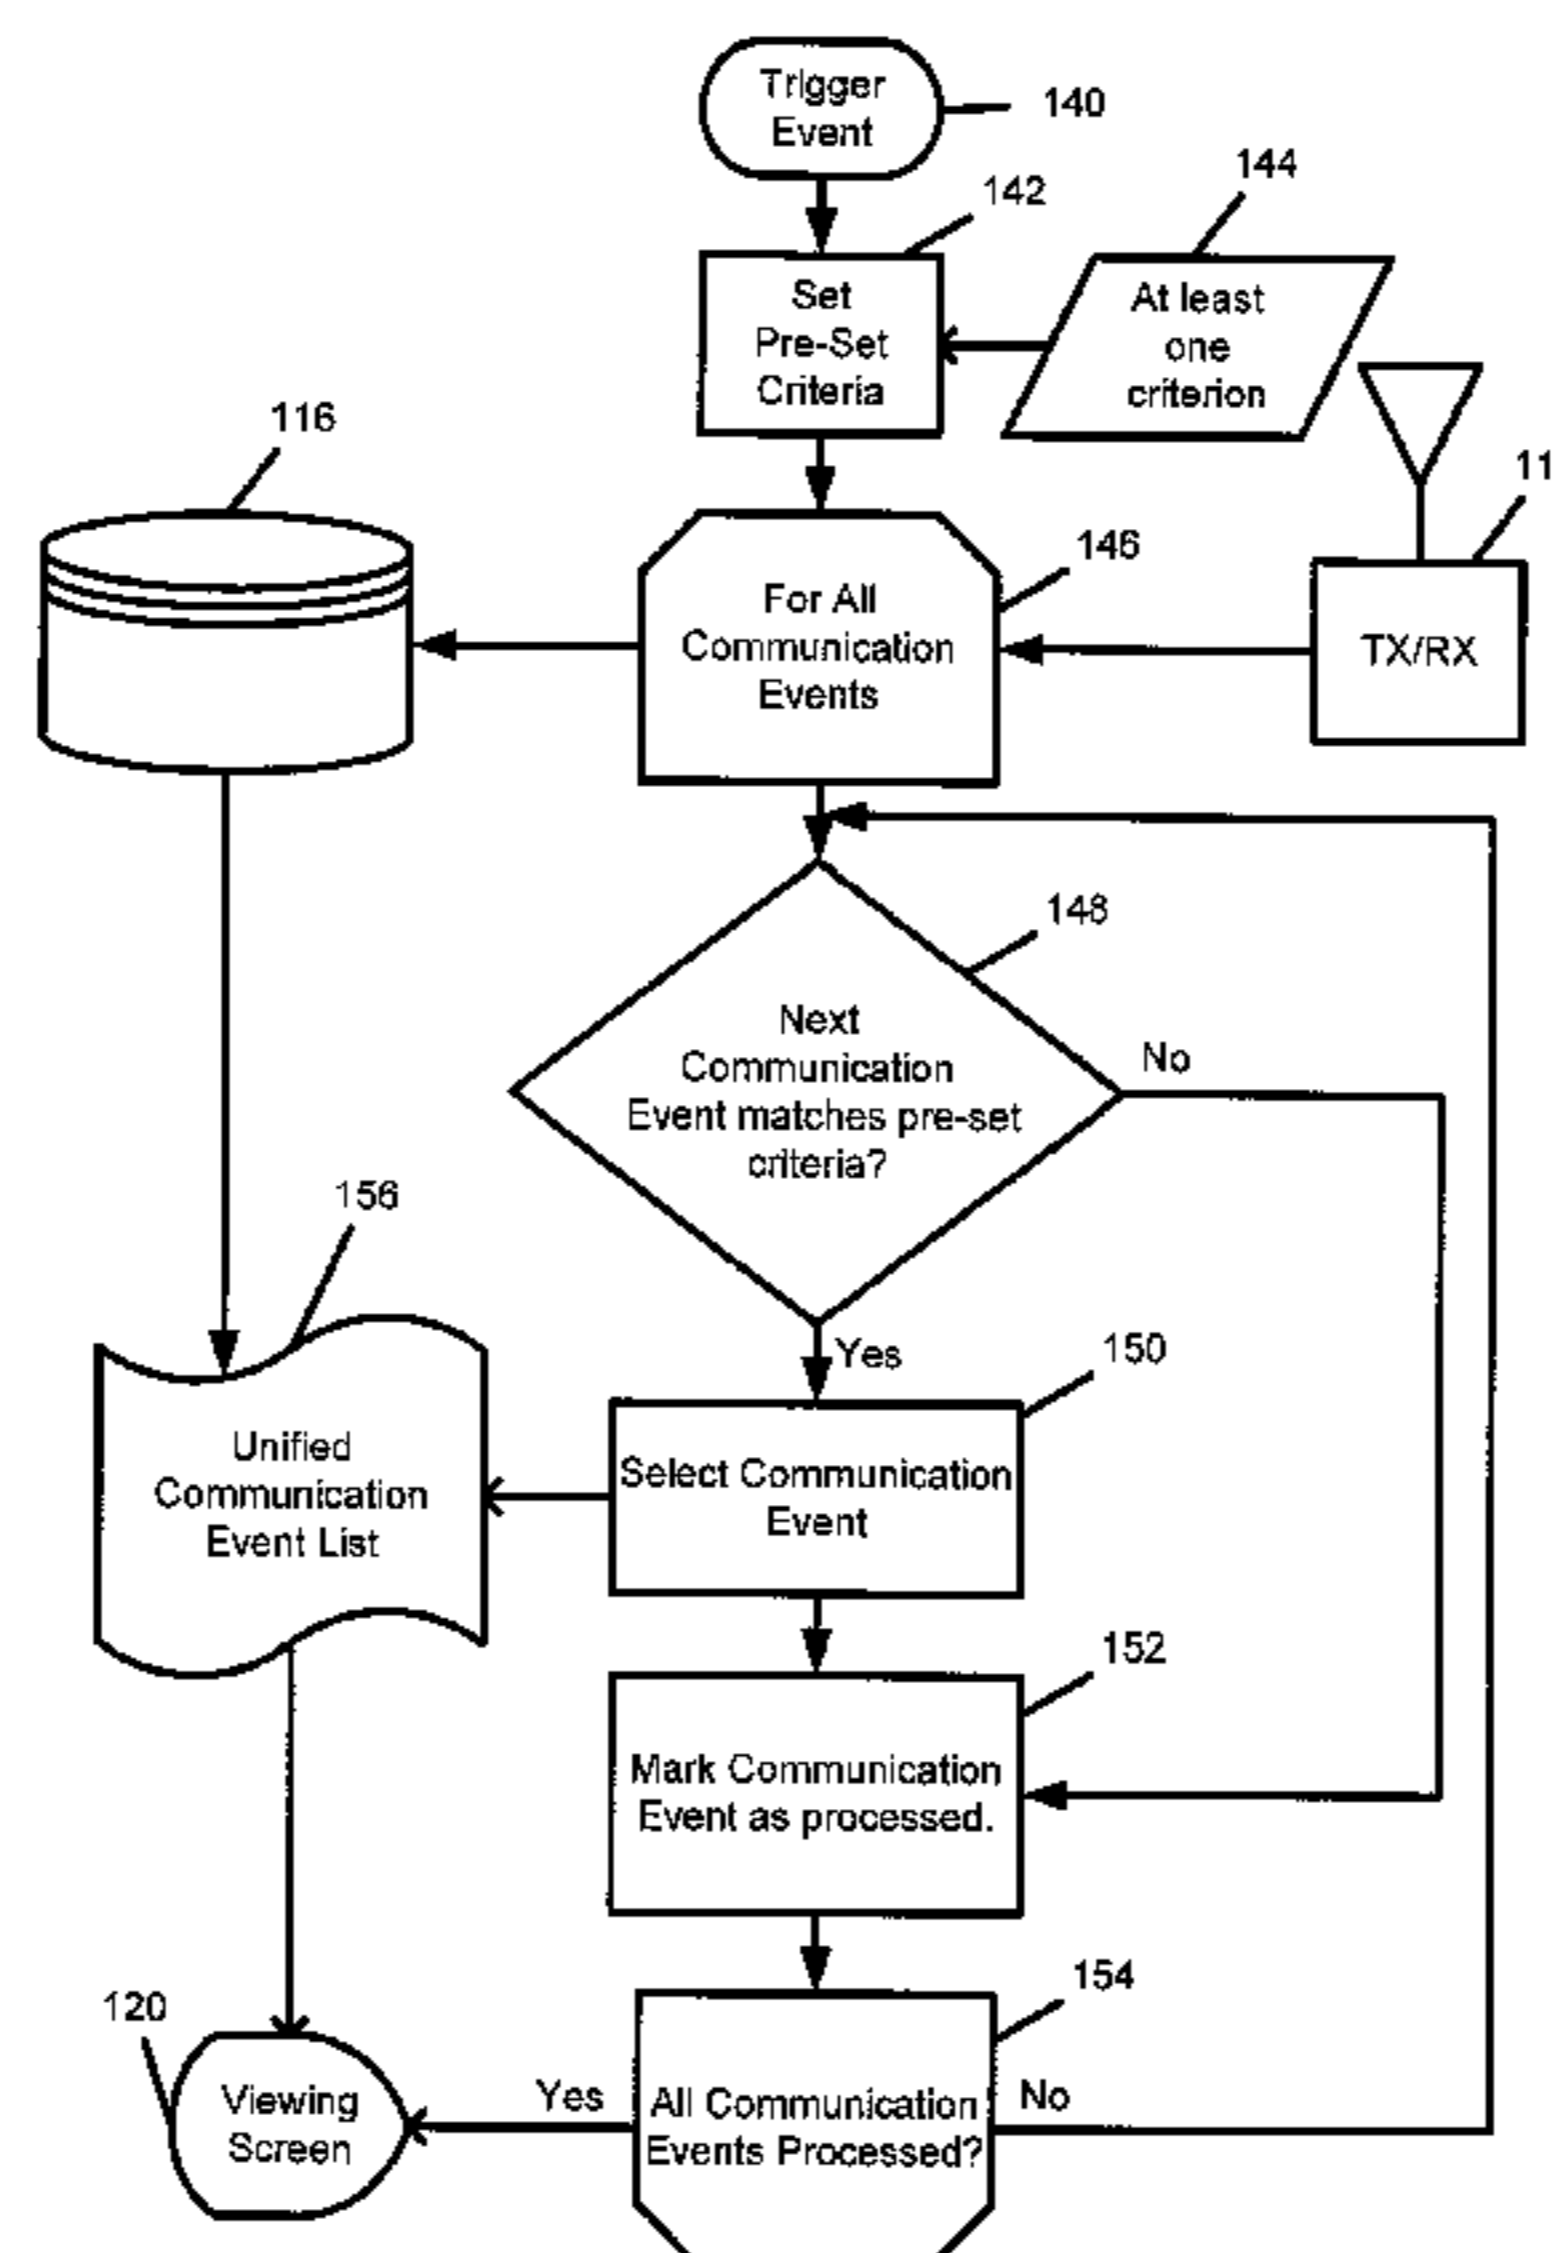 Trigger
Event
140
142
144
Set
Pre-Set
Criteria
At least
one
criterion
116
11
146
For All
Communication
Events
TX/RX
148
Next
Communication
Event matches pre-set
criteria?
No
156
Yes
150
Unified
Communication
Event List
Select Communication
Event
152
Mark Communication
Event as processed.
154
120
Viewing
Screen
Yes
All Communication
Events Processed?
No